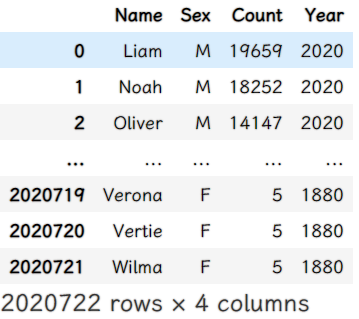 Name Sex Count Year
0 Liam M 19659 2020
1 Noah M 18252 2020
2 Oliver M 14147 2020
... ... ... ... ...
2020719 Verona F 5 1880
2020720 Vertie F 5 1880
2020721 Wilma F 5 1880
2020722 rows × 4 columns